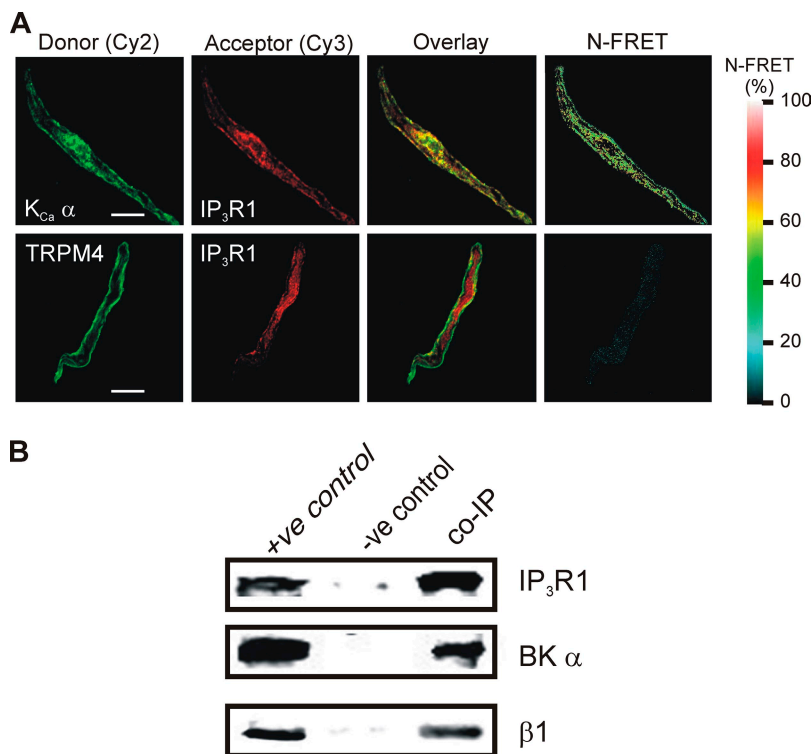 A
Donor (Cy2) Acceptor (Cy3) Overlay N-FRET
N-FRET
(%)
100
80
60
40
20
0
K_Ca α IP₃R1
TRPM4 IP₃R1
B
+ve control -ve control co-IP
IP₃R1
BK α
β1